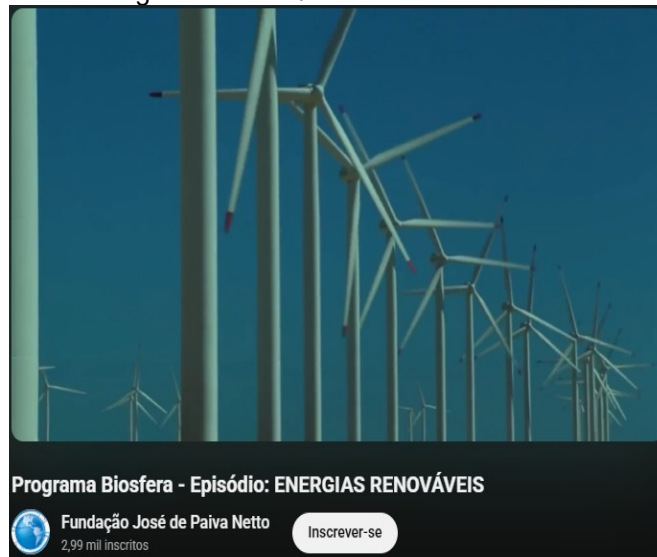 Programa Biosfera - Episódio: ENERGIAS RENOVÁVEIS
Fundação José de Paiva Netto
2,99 mil inscritos
Inscrever-se